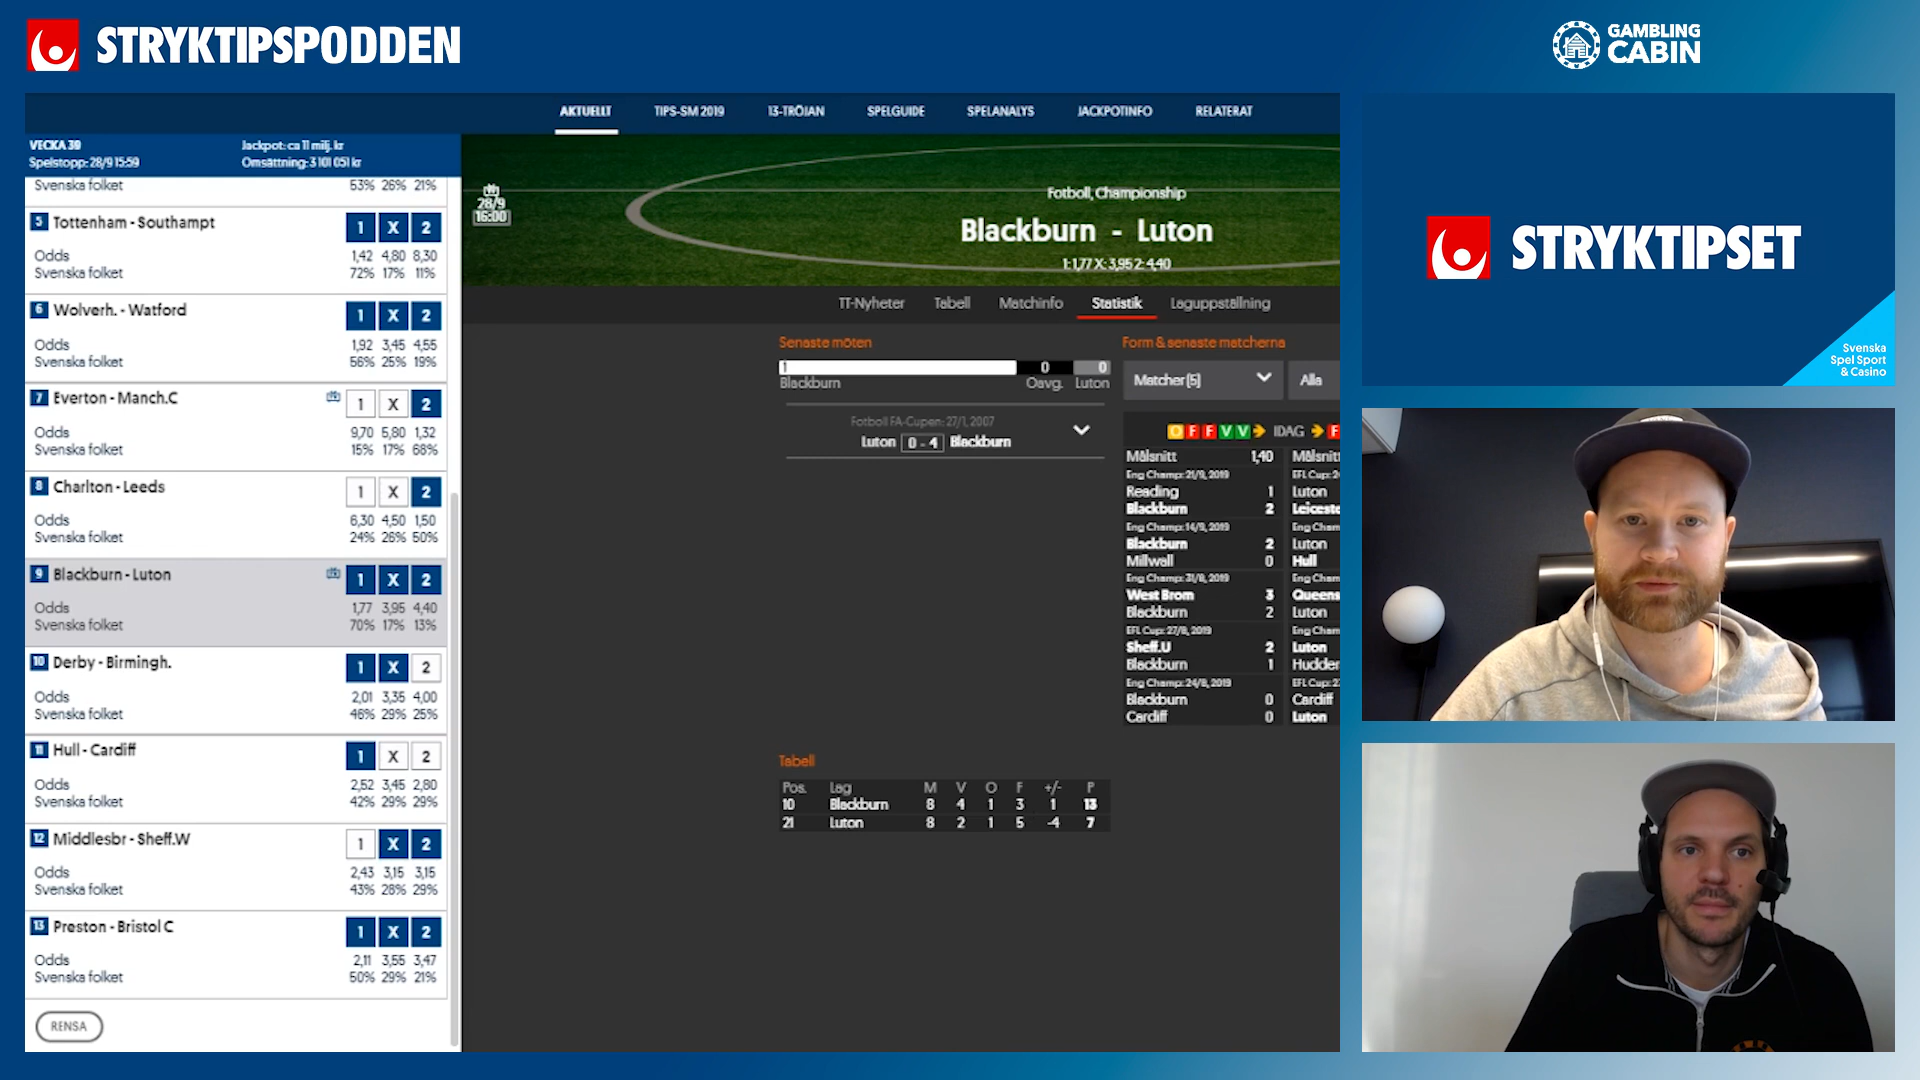 STRYKTIPSPODDEN
GAMBLING
CABIN
AKTUELLT TIPS-SM 2019 13-TRÖJAN SPELGUIDE SPELANALYS JACKPOTINFO RELATERAT
VECKA 39 Jackpot: ca 11 milj. kr
Spelstopp: 28/9 15:59 Omsättning: 3 101 051 kr
Svenska folket 53% 26% 21%
5 Tottenham - Southampt 1 X 2
Odds 1,42 4,80 8,30
Svenska folket 72% 17% 11%
6 Wolverh. - Watford 1 X 2
Odds 1,92 3,45 4,55
Svenska folket 56% 25% 19%
7 Everton - Manch.C 1 X 2
Odds 9,70 5,80 1,32
Svenska folket 15% 17% 68%
8 Charlton - Leeds 1 X 2
Odds 6,30 4,50 1,50
Svenska folket 24% 26% 50%
9 Blackburn - Luton 1 X 2
Odds 1,77 3,95 4,40
Svenska folket 70% 17% 13%
10 Derby - Birmingh. 1 X 2
Odds 2,01 3,35 4,00
Svenska folket 46% 29% 25%
11 Hull - Cardiff 1 X 2
Odds 2,52 3,45 2,80
Svenska folket 42% 29% 29%
12 Middlesbr - Sheff.W 1 X 2
Odds 2,43 3,15 3,15
Svenska folket 43% 28% 29%
13 Preston - Bristol C 1 X 2
Odds 2,11 3,55 3,47
Svenska folket 50% 29% 21%
RENSA
28/9
16:00
Fotboll, Championship
Blackburn - Luton
1: 1,77 X: 3,95 2: 4,40
TT-Nyheter Tabell Matchinfo Statistik Laguppställning
Senaste möten
1 0 0
Blackburn Oavg. Luton
Fotboll FA-Cupen: 27/1, 2007
Luton 0 - 4 Blackburn
Form & senaste matcherna
Matcher (5) Alla
O F F V V IDAG F
Målsnitt 1,40 Målsnitt
Eng Champ: 21/9, 2019 EFL Cup: 2
Reading 1 Luton
Blackburn 2 Leiceste
Eng Champ: 14/9, 2019 Eng Cham
Blackburn 2 Luton
Millwall 0 Hull
Eng Champ: 31/8, 2019 Eng Cham
West Brom 3 Queens
Blackburn 2 Luton
EFL Cup: 27/8, 2019 Eng Cham
Sheff.U 2 Luton
Blackburn 1 Hudder
Eng Champ: 24/8, 2019 EFL Cup: 2
Blackburn 0 Cardiff
Cardiff 0 Luton
Tabell
Pos. Lag M V O F +/- P
10 Blackburn 8 4 1 3 1 13
21 Luton 8 2 1 5 -4 7
STRYKTIPSET
Svenska
Spel Sport
& Casino